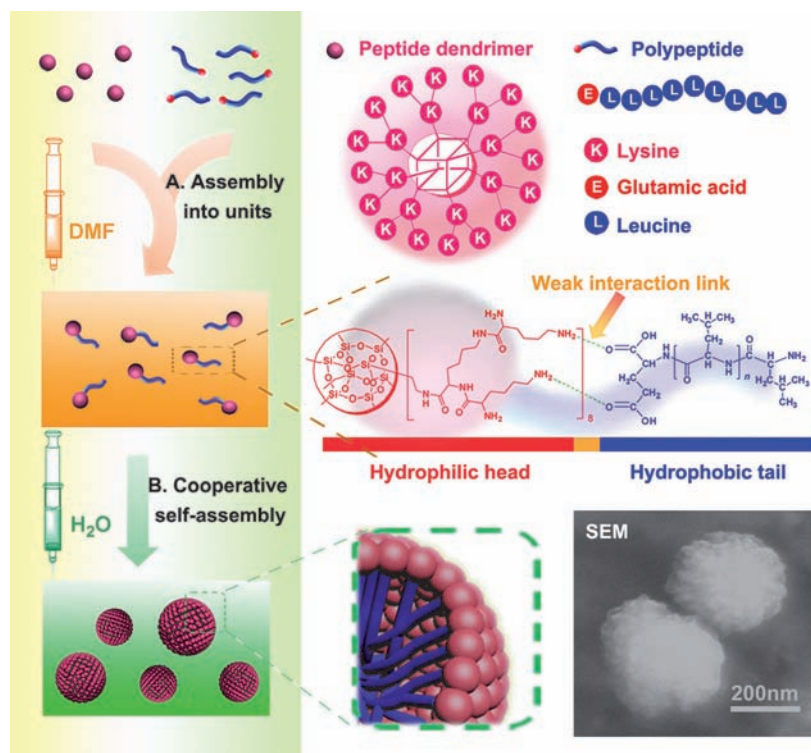 Peptide dendrimer
Polypeptide
K K K K K K K K K K K K K K K K K K K K K K K K
E L L L L L L L L L L
K Lysine
E Glutamic acid
L Leucine
A. Assembly
into units
DMF
Weak interaction link
Hydrophilic head
Hydrophobic tail
B. Cooperative
self-assembly
H₂O
SEM
200nm